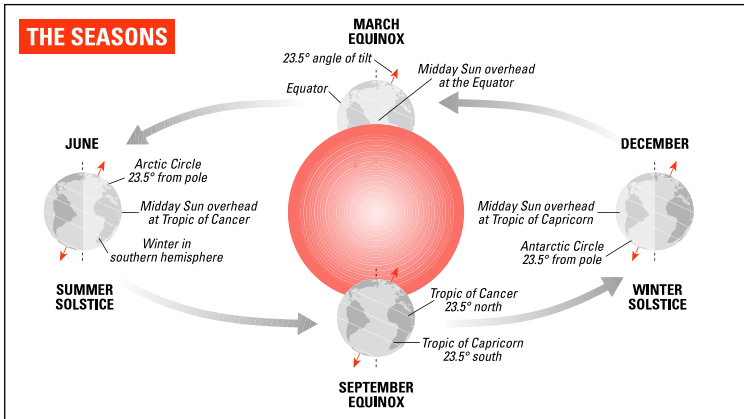 THE SEASONS
MARCH
EQUINOX
23.5° angle of tilt
Midday Sun overhead
at the Equator
Equator
JUNE
Arctic Circle
23.5° from pole
Midday Sun overhead
at Tropic of Cancer
Winter in
southern hemisphere
SUMMER
SOLSTICE
DECEMBER
Midday Sun overhead
at Tropic of Capricorn
Antarctic Circle
23.5° from pole
WINTER
SOLSTICE
Tropic of Cancer
23.5° north
Tropic of Capricorn
23.5° south
SEPTEMBER
EQUINOX